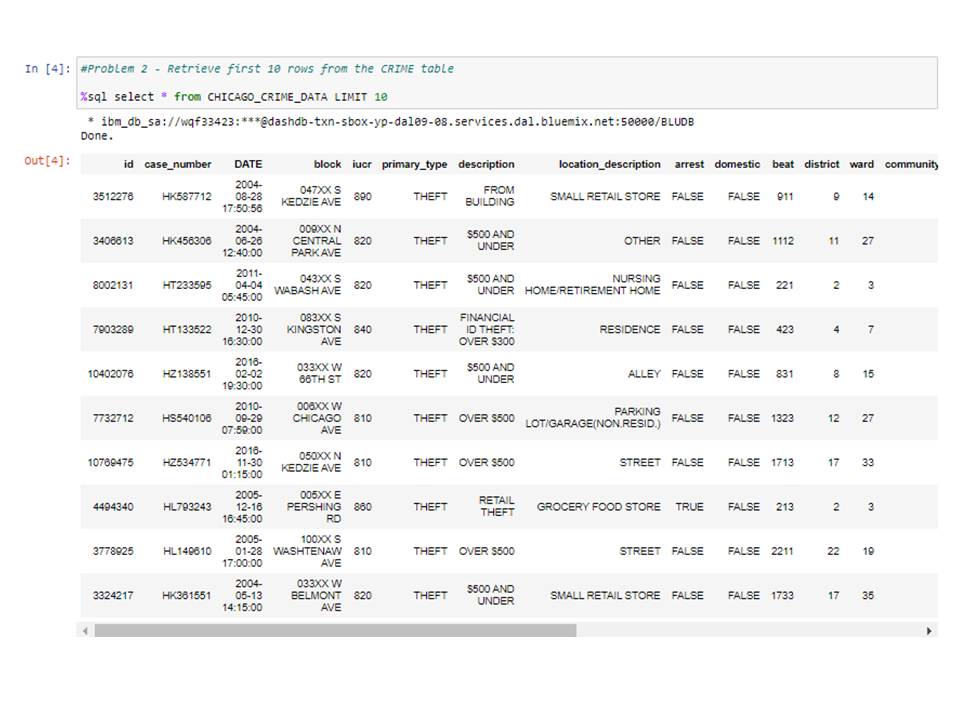 In [4]: #Problem 2 - Retrieve first 10 rows from the CRIME table
%sql select * from CHICAGO_CRIME_DATA LIMIT 10
* ibm_db_sa://wqf33423:***@dashdb-txn-sbox-yp-dal09-08.services.dal.bluemix.net:50000/BLUDB
Done.
Out[4]:
id case_number DATE block iucr primary_type description location_description arrest domestic beat district ward community
3512276 HK587712 2004-08-28 17:50:56 047XX S KEDZIE AVE 890 THEFT FROM BUILDING SMALL RETAIL STORE FALSE FALSE 911 9 14
3406613 HK456306 2004-06-26 12:40:00 009XX N CENTRAL PARK AVE 820 THEFT $500 AND UNDER OTHER FALSE FALSE 1112 11 27
8002131 HT233595 2011-04-04 05:45:00 043XX S WABASH AVE 820 THEFT $500 AND UNDER NURSING HOME/RETIREMENT HOME FALSE FALSE 221 2 3
7903289 HT133522 2010-12-30 16:30:00 083XX S KINGSTON AVE 840 THEFT FINANCIAL ID THEFT: OVER $300 RESIDENCE FALSE FALSE 423 4 7
10402076 HZ138551 2016-02-02 19:30:00 033XX W 66TH ST 820 THEFT $500 AND UNDER ALLEY FALSE FALSE 831 8 15
7732712 HS540106 2010-09-29 07:59:00 006XX W CHICAGO AVE 810 THEFT OVER $500 PARKING LOT/GARAGE(NON.RESID.) FALSE FALSE 1323 12 27
10769475 HZ534771 2016-11-30 01:15:00 050XX N KEDZIE AVE 810 THEFT OVER $500 STREET FALSE FALSE 1713 17 33
4494340 HL793243 2005-12-16 16:45:00 005XX E PERSHING RD 860 THEFT RETAIL THEFT GROCERY FOOD STORE TRUE FALSE 213 2 3
3778925 HL149610 2005-01-28 17:00:00 100XX S WASHTENAW AVE 810 THEFT OVER $500 STREET FALSE FALSE 2211 22 19
3324217 HK361551 2004-05-13 14:15:00 033XX W BELMONT AVE 820 THEFT $500 AND UNDER SMALL RETAIL STORE FALSE FALSE 1733 17 35